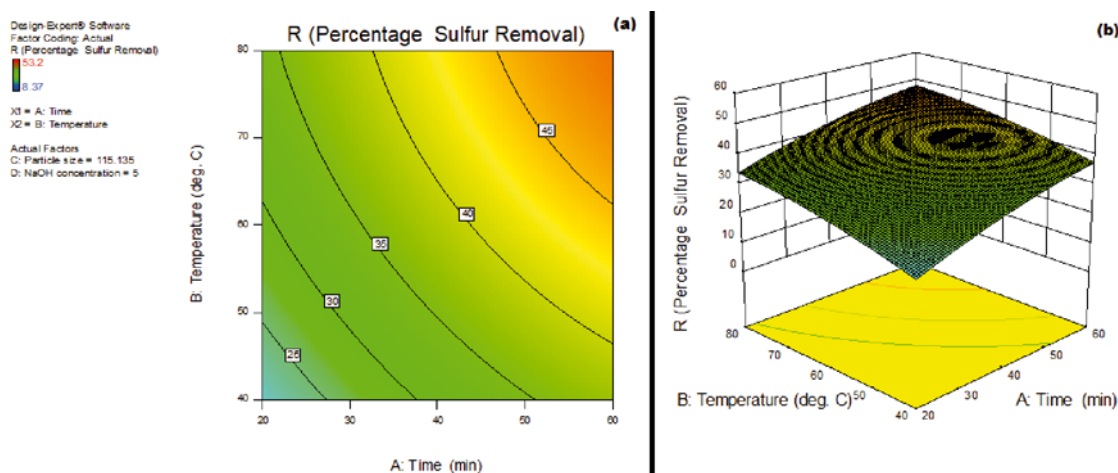 Design-Expert® Software
Factor Coding: Actual
R (Percentage Sulfur Removal)
53.2
8.37
X1 = A: Time
X2 = B: Temperature
Actual Factors
C: Particle size = 115.135
D: NaOH concentration = 5
(a)
R (Percentage Sulfur Removal)
B: Temperature (deg. C)
80
70
60
50
40
45
40
35
30
25
20 30 40 50 60
A: Time (min)
(b)
R (Percentage Sulfur Removal)
60
50
40
30
20
10
0
80
70
60
50
40
20
30
40
50
60
B: Temperature (deg. C)
A: Time (min)